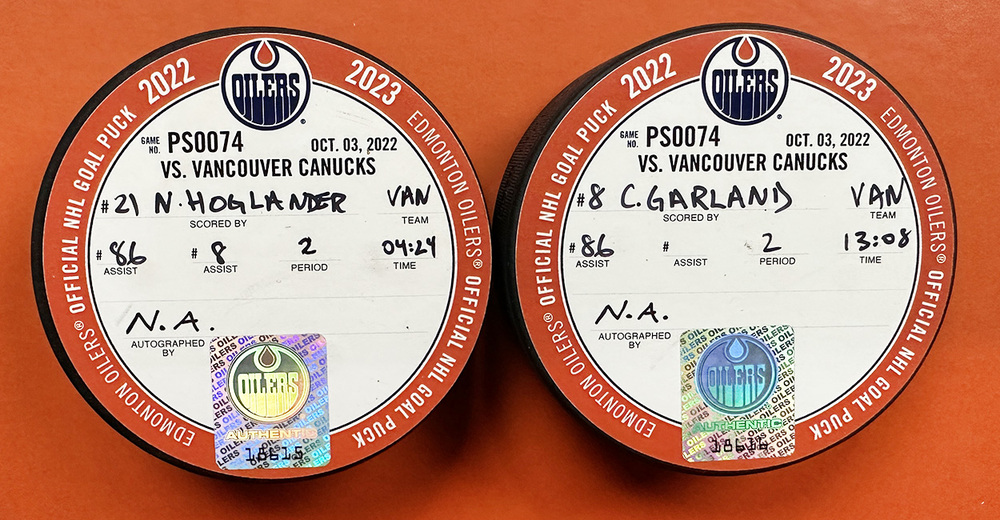 2022 2023
OILERS
OFFICIAL NHL GOAL PUCK
EDMONTON OILERS® OFFICIAL NHL GOAL PUCK
EDMONTON OILERS®
GAME NO. PS0074 OCT. 03, 2022
VS. VANCOUVER CANUCKS
#21 N. HOGLANDER VAN
SCORED BY TEAM
#86 #8 2 04:24
ASSIST ASSIST PERIOD TIME
N.A.
AUTOGRAPHED BY
OILERS
AUTHENTIC
18615
2022 2023
OILERS
OFFICIAL NHL GOAL PUCK
EDMONTON OILERS® OFFICIAL NHL GOAL PUCK
EDMONTON OILERS®
GAME NO. PS0074 OCT. 03, 2022
VS. VANCOUVER CANUCKS
#8 C. GARLAND VAN
SCORED BY TEAM
#86 # 2 13:08
ASSIST ASSIST PERIOD TIME
N.A.
AUTOGRAPHED BY
OILERS
AUTHENTIC